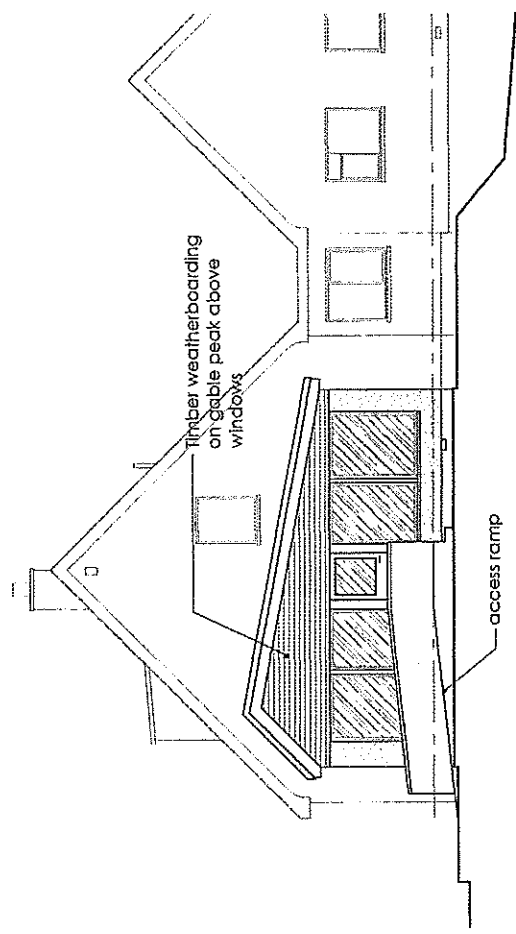 Timber weatherboarding
on gable peak above
windows
access ramp